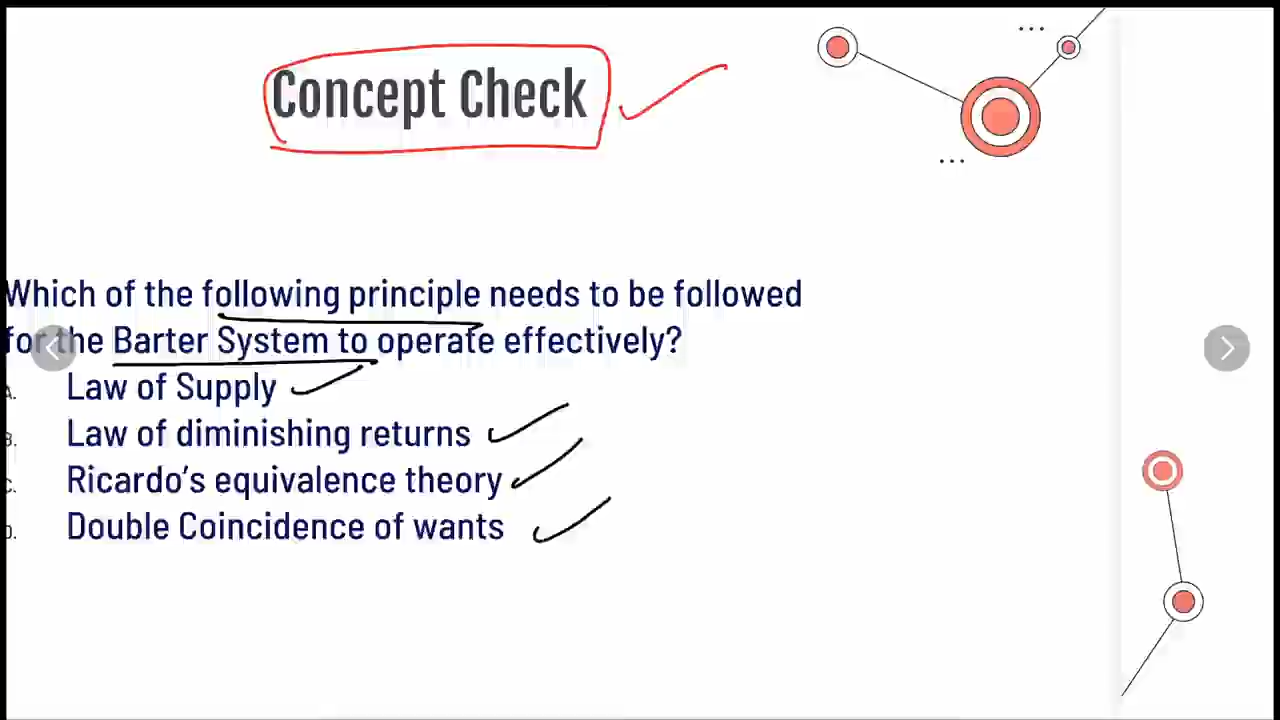 Concept Check
Which of the following principle needs to be followed
for the Barter System to operate effectively?
A. Law of Supply
B. Law of diminishing returns
C. Ricardo's equivalence theory
D. Double Coincidence of wants